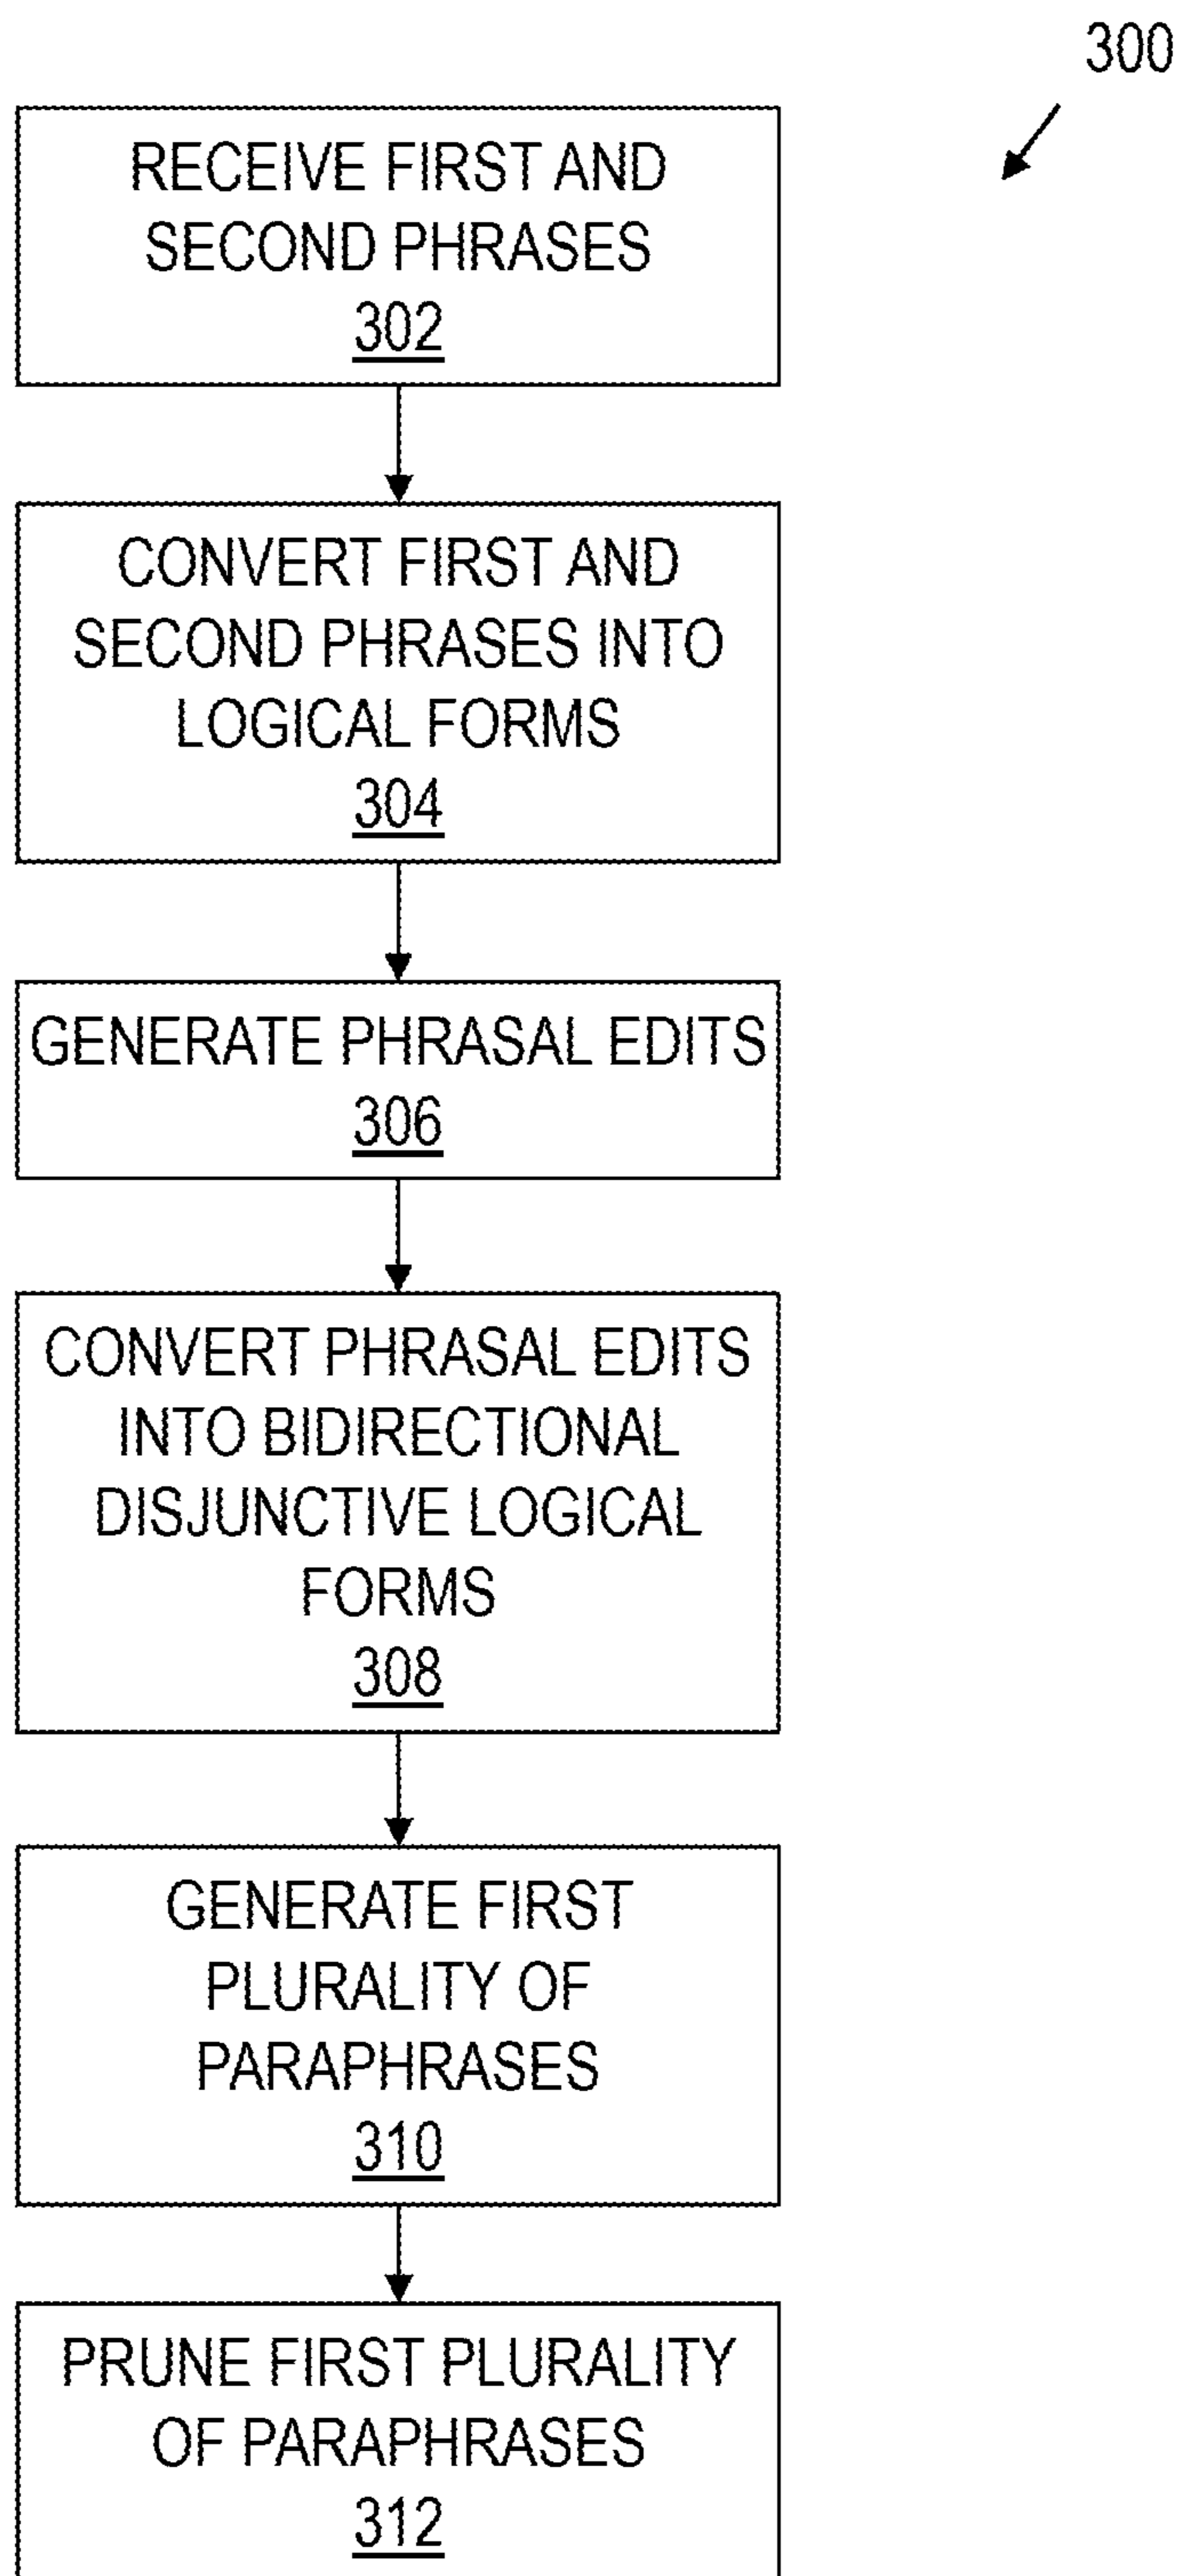 300
RECEIVE FIRST AND
SECOND PHRASES
302
CONVERT FIRST AND
SECOND PHRASES INTO
LOGICAL FORMS
304
GENERATE PHRASAL EDITS
306
CONVERT PHRASAL EDITS
INTO BIDIRECTIONAL
DISJUNCTIVE LOGICAL
FORMS
308
GENERATE FIRST
PLURALITY OF
PARAPHRASES
310
PRUNE FIRST PLURALITY
OF PARAPHRASES
312